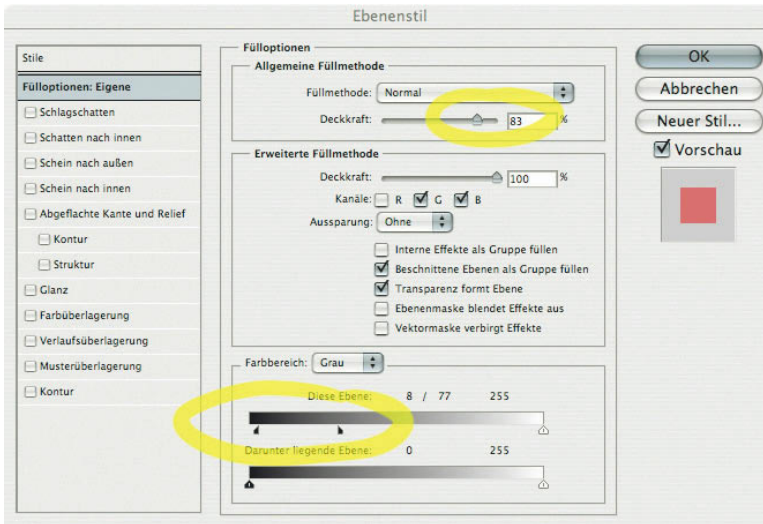 Ebenenstil
Stile
Fülloptionen: Eigene
Schlagschatten
Schatten nach innen
Schein nach außen
Schein nach innen
Abgeflachte Kante und Relief
Kontur
Struktur
Glanz
Farbüberlagerung
Verlaufsüberlagerung
Musterüberlagerung
Kontur
Fülloptionen
Allgemeine Füllmethode
Füllmethode: Normal
Deckkraft: 83 %
Erweiterte Füllmethode
Deckkraft: 100 %
Kanäle: R G B
Aussparung: Ohne
Interne Effekte als Gruppe füllen
Beschnittene Ebenen als Gruppe füllen
Transparenz formt Ebene
Ebenenmaske blendet Effekte aus
Vektormaske verbirgt Effekte
Farbbereich: Grau
Diese Ebene: 8 / 77 255
Darunter liegende Ebene: 0 255
OK
Abbrechen
Neuer Stil...
Vorschau